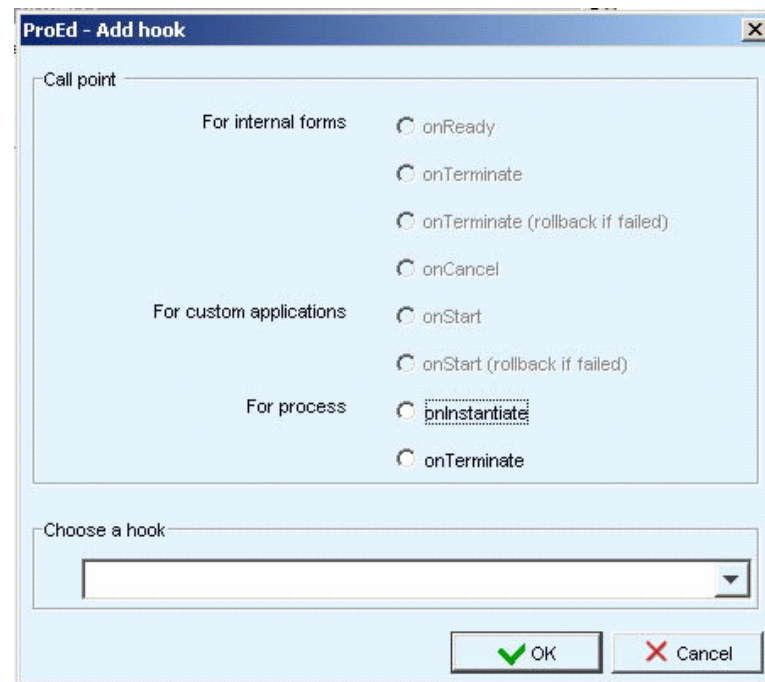 ProEd - Add hook
Call point
For internal forms onReady
onTerminate
onTerminate (rollback if failed)
onCancel
For custom applications onStart
onStart (rollback if failed)
For process onInstantiate
onTerminate
Choose a hook
OK Cancel